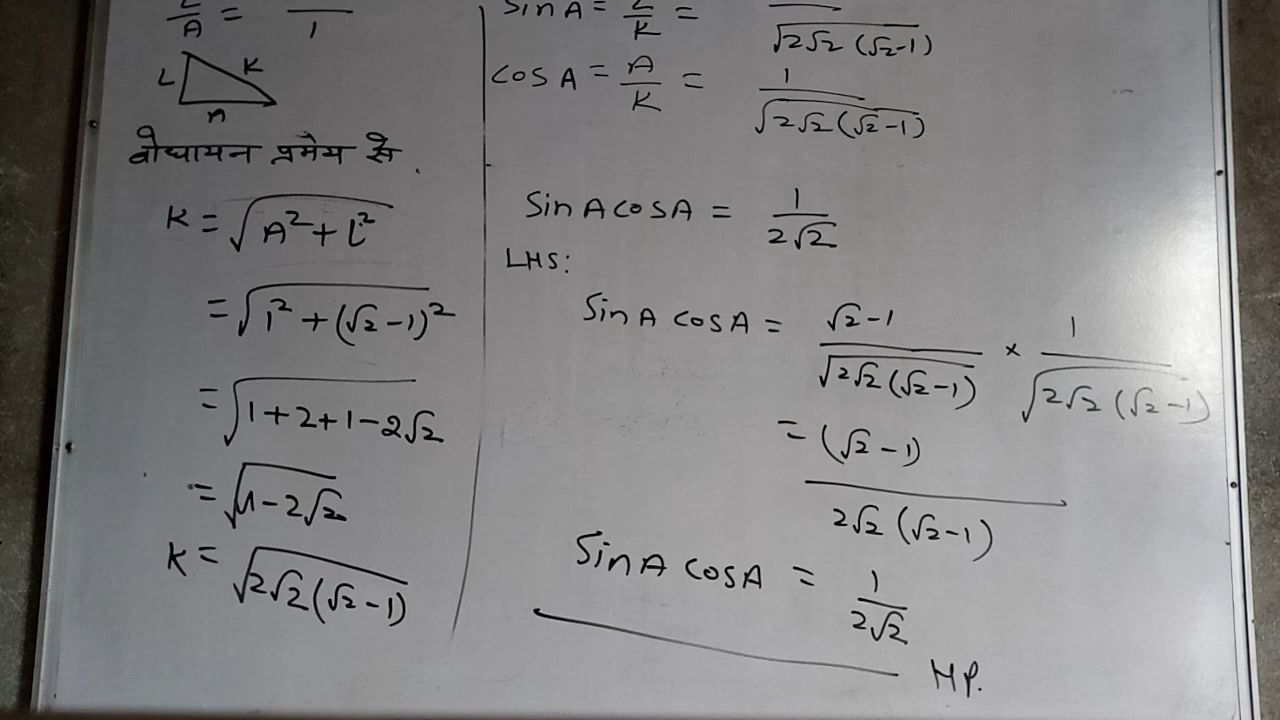 L/A = /1
L K
A
बोधायन प्रमेय से.
K = √(A² + L²)
= √(1² + (√2 - 1)²)
= √(1 + 2 + 1 - 2√2)
= √(4 - 2√2)
K = √(2√2(√2 - 1))
Sin A = L/K = /√(2√2(√2 - 1))
COS A = A/K = 1/√(2√2(√2 - 1))
Sin A COS A = 1/2√2
LHS:
Sin A COS A = √2 - 1/√(2√2(√2 - 1)) × 1/√(2√2(√2 - 1))
= (√2 - 1)/2√2(√2 - 1)
Sin A COS A = 1/2√2
HP.